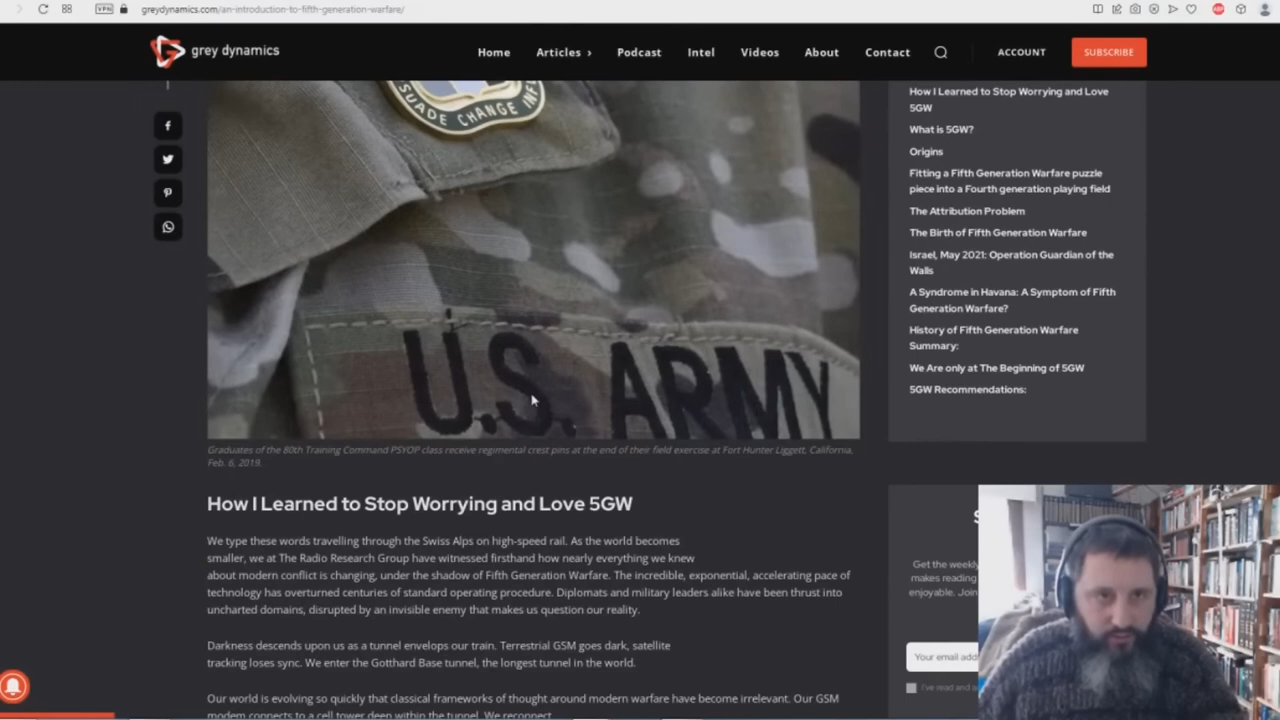 VPN
greydynamics.com/an-introduction-to-fifth-generation-warfare/
grey dynamics
Home
Articles ›
Podcast
Intel
Videos
About
Contact
ACCOUNT
SUBSCRIBE
SUADE CHANGE INFL
U.S. ARMY
Graduates of the 80th Training Command PSYOP class receive regimental crest pins at the end of their field exercise at Fort Hunter Liggett, California,
Feb. 6, 2019.
How I Learned to Stop Worrying and Love 5GW
We type these words travelling through the Swiss Alps on high-speed rail. As the world becomes
smaller, we at The Radio Research Group have witnessed firsthand how nearly everything we knew
about modern conflict is changing, under the shadow of Fifth Generation Warfare. The incredible, exponential, accelerating pace of
technology has overturned centuries of standard operating procedure. Diplomats and military leaders alike have been thrust into
uncharted domains, disrupted by an invisible enemy that makes us question our reality.
Darkness descends upon us as a tunnel envelops our train. Terrestrial GSM goes dark, satellite
tracking loses sync. We enter the Gotthard Base tunnel, the longest tunnel in the world.
Our world is evolving so quickly that classical frameworks of thought around modern warfare have become irrelevant. Our GSM
modem connects to a cell tower deep within the tunnel. We reconnect
How I Learned to Stop Worrying and Love
5GW
What is 5GW?
Origins
Fitting a Fifth Generation Warfare puzzle
piece into a Fourth generation playing field
The Attribution Problem
The Birth of Fifth Generation Warfare
Israel, May 2021: Operation Guardian of the
Walls
A Syndrome in Havana: A Symptom of Fifth
Generation Warfare?
History of Fifth Generation Warfare
Summary:
We Are only at The Beginning of 5GW
5GW Recommendations:
Get the weekly
makes reading
enjoyable. Join
Your email add
I've read and a